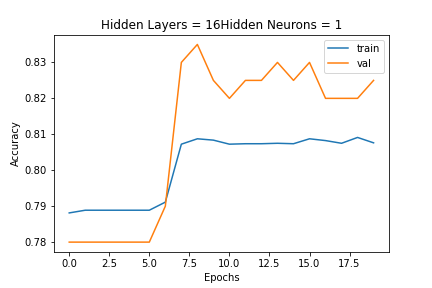 Hidden Layers = 16Hidden Neurons = 1
train
val
0.83
0.82
0.81
0.80
0.79
0.78
Accuracy
0.0 2.5 5.0 7.5 10.0 12.5 15.0 17.5
Epochs